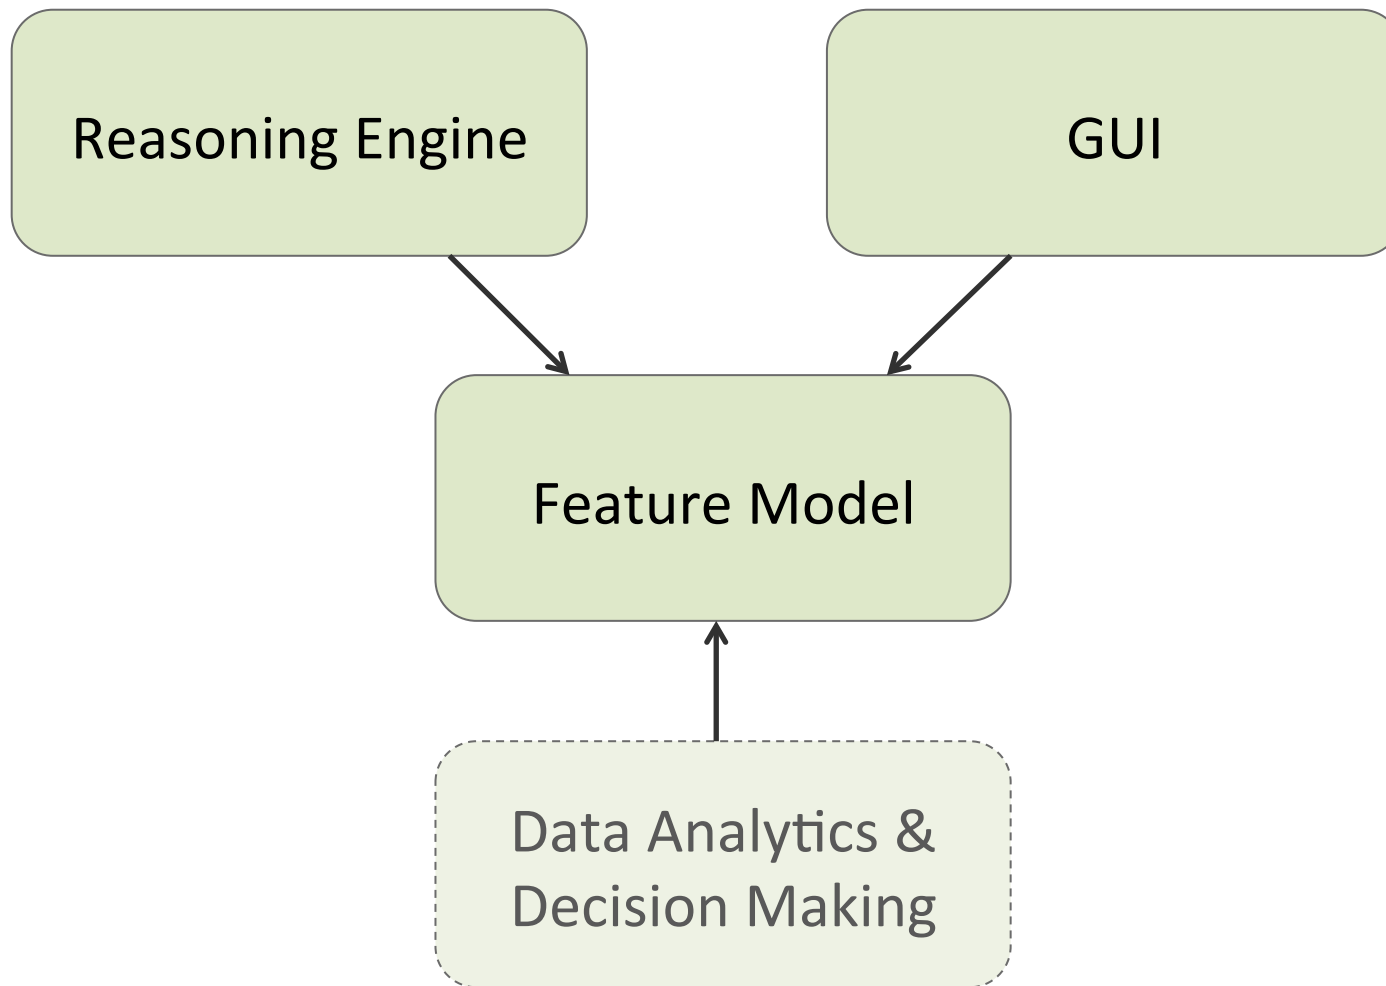 Reasoning Engine
GUI
Feature Model
Data Analytics &
Decision Making